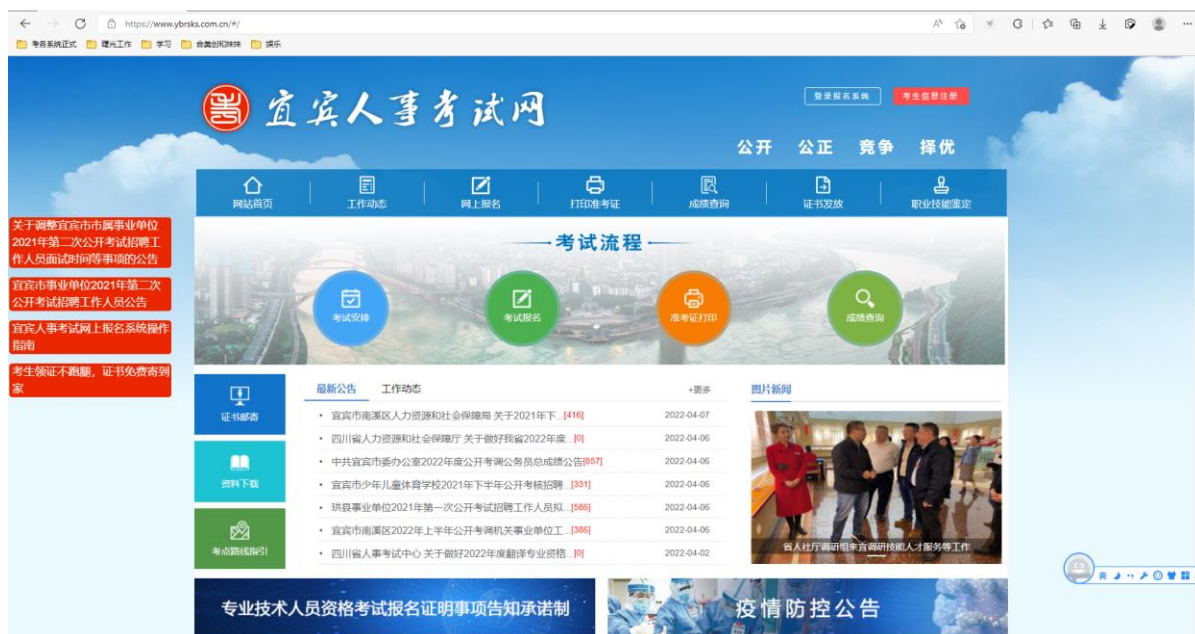 https://www.ybrsks.com.cn/#/
考务系统正式 曙光工作 学习 娱乐
考
宜宾人事考试网
登录报名系统 考生信息注册
公开 公正 竞争 择优
网站首页 工作动态 网上报名 打印准考证 成绩查询 证书发放 职业技能鉴定
关于调整宜宾市市属事业单位
2021年第二次公开考试招聘工
作人员面试时间等事项的公告
宜宾市事业单位2021年第二次
公开考试招聘工作人员公告
宜宾人事考试网上报名系统操作
指南
考生领证不跑腿，证书免费寄到
家
考试流程
考试安排 考试报名 准考证打印 成绩查询
证书邮寄
资料下载
考点路线指引
最新公告 工作动态 +更多
宜宾市南溪区人力资源和社会保障局 关于2021年下...[416] 2022-04-07
四川省人力资源和社会保障厅 关于做好我省2022年度...[0] 2022-04-06
中共宜宾市委办公室2022年度公开考调公务员总成绩公告[857] 2022-04-06
宜宾市少年儿童体育学校2021年下半年公开考核招聘...[331] 2022-04-06
珙县事业单位2021年第一次公开考试招聘工作人员拟...[586] 2022-04-06
宜宾市南溪区2022年上半年公开考调机关事业单位工...[386] 2022-04-06
四川省人事考试中心 关于做好2022年度翻译专业资格...[0] 2022-04-02
图片新闻
省人社厅调研组来宜调研技能人才服务等工作
专业技术人员资格考试报名证明事项告知承诺制
疫情防控公告
英